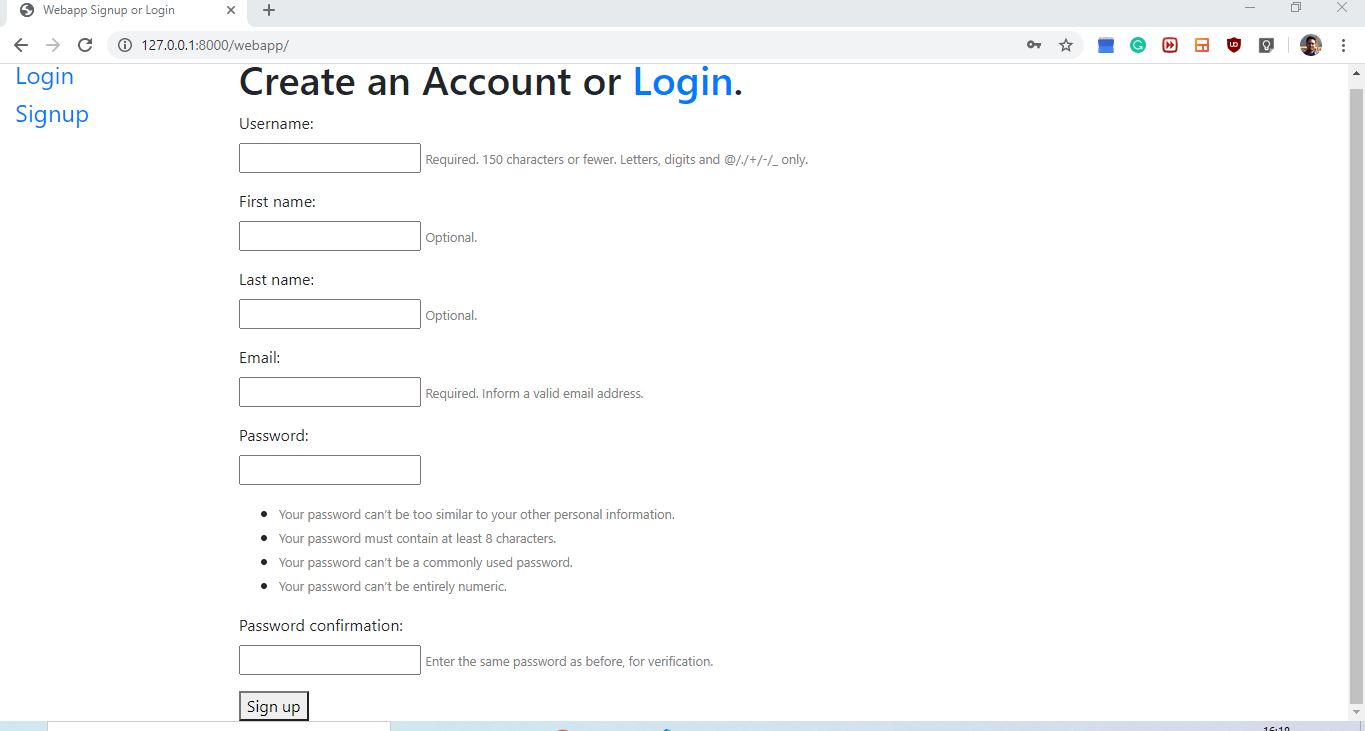 Webapp Signup or Login
127.0.0.1:8000/webapp/
Login
Signup
Create an Account or Login.
Username:
Required. 150 characters or fewer. Letters, digits and @/./+/-/_ only.
First name:
Optional.
Last name:
Optional.
Email:
Required. Inform a valid email address.
Password:
Your password can't be too similar to your other personal information.
Your password must contain at least 8 characters.
Your password can't be a commonly used password.
Your password can't be entirely numeric.
Password confirmation:
Enter the same password as before, for verification.
Sign up